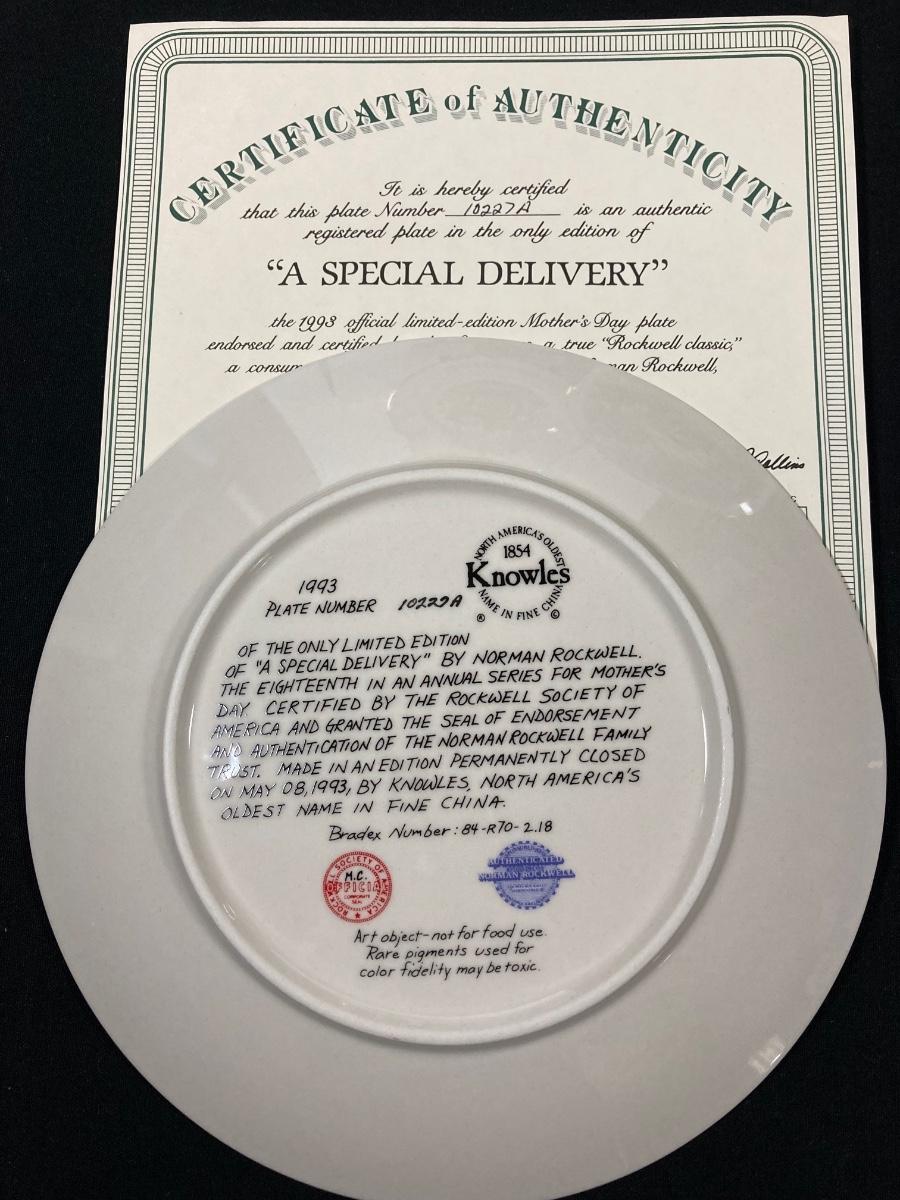 CERTIFICATE of AUTHENTICITY
It is hereby certified
that this plate Number 10227A is an authentic
registered plate in the only edition of
“A SPECIAL DELIVERY”
the 1993 official limited-edition Mother's Day plate
endorsed and certified a true “Rockwell classic,”
a consum Rockwell,
NORTH AMERICA'S OLDEST
1854
Knowles
NAME IN FINE CHINA
® ©
1993
PLATE NUMBER 10227A
OF THE ONLY LIMITED EDITION
OF "A SPECIAL DELIVERY" BY NORMAN ROCKWELL.
THE EIGHTEENTH IN AN ANNUAL SERIES FOR MOTHER'S
DAY. CERTIFIED BY THE ROCKWELL SOCIETY OF
AMERICA AND GRANTED THE SEAL OF ENDORSEMENT
AND AUTHENTICATION OF THE NORMAN ROCKWELL FAMILY
TRUST. MADE IN AN EDITION PERMANENTLY CLOSED
ON MAY 08, 1993, BY KNOWLES, NORTH AMERICA'S
OLDEST NAME IN FINE CHINA.
Bradex Number: 84-R70-2.18
ROCKWELL SOCIETY OF AMERICA
M.C.
OFFICIAL
CORPORATE
SEAL
AUTHENTICATED
NORMAN ROCKWELL
Art object-not for food use.
Rare pigments used for
color fidelity may be toxic.